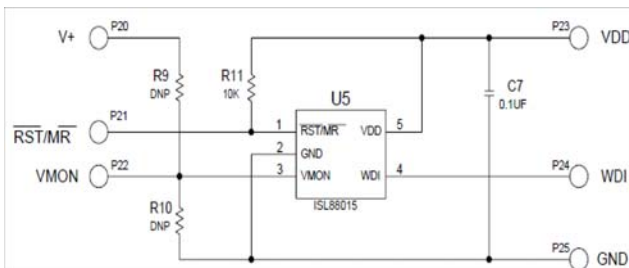 V+ P20 P23 VDD
R9 DNP R11 10K C7 0.1UF
U5
RST/MR P21 1 RST/MR VDD 5
2 GND
VMON P22 3 VMON WDI 4 P24 WDI
ISL88015
R10 DNP
P25 GND